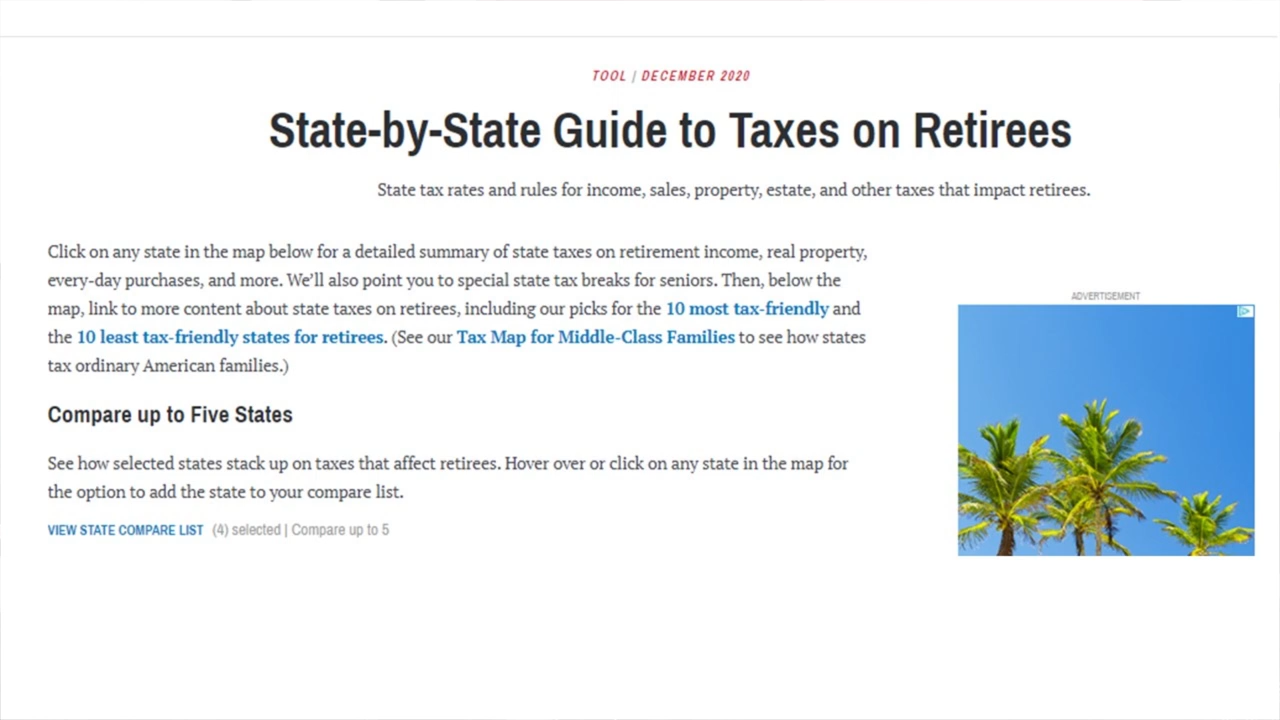 TOOL / DECEMBER 2020
State-by-State Guide to Taxes on Retirees
State tax rates and rules for income, sales, property, estate, and other taxes that impact retirees.
Click on any state in the map below for a detailed summary of state taxes on retirement income, real property,
every-day purchases, and more. We’ll also point you to special state tax breaks for seniors. Then, below the
map, link to more content about state taxes on retirees, including our picks for the 10 most tax-friendly and
the 10 least tax-friendly states for retirees. (See our Tax Map for Middle-Class Families to see how states
tax ordinary American families.)
ADVERTISEMENT
Compare up to Five States
See how selected states stack up on taxes that affect retirees. Hover over or click on any state in the map for
the option to add the state to your compare list.
VIEW STATE COMPARE LIST (4) selected | Compare up to 5